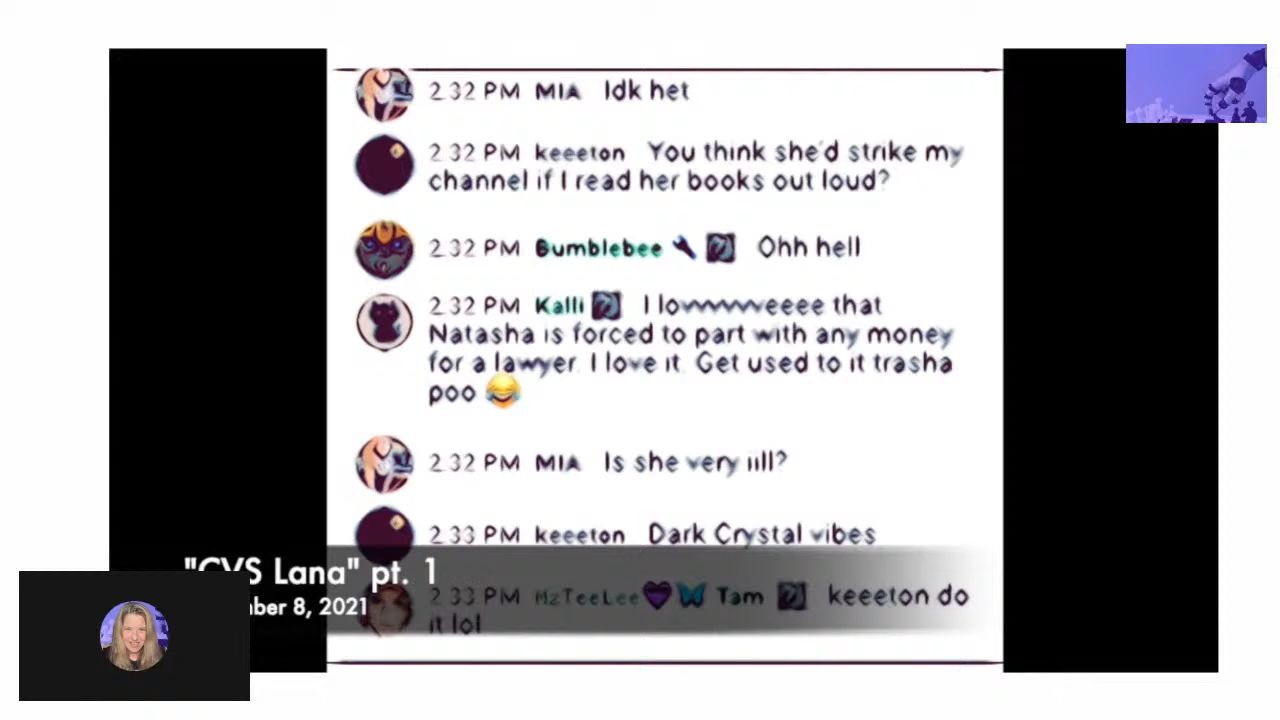 2:32 PM MIA Idk het
2:32 PM keeeton You think she'd strike my
channel if I read her books out loud?
2:32 PM Bumblebee Ohh hell
2:32 PM Kalli I lovvvvvveeee that
Natasha is forced to part with any money
for a lawyer. I love it. Get used to it trasha
poo 😂
2:32 PM MIA Is she very iill?
2:33 PM keeeton Dark Crystal vibes
"CVS Lana" pt. 1
8, 2021
2:33 PM MzTeeLee💜🦋 Tam keeeton do
it lol